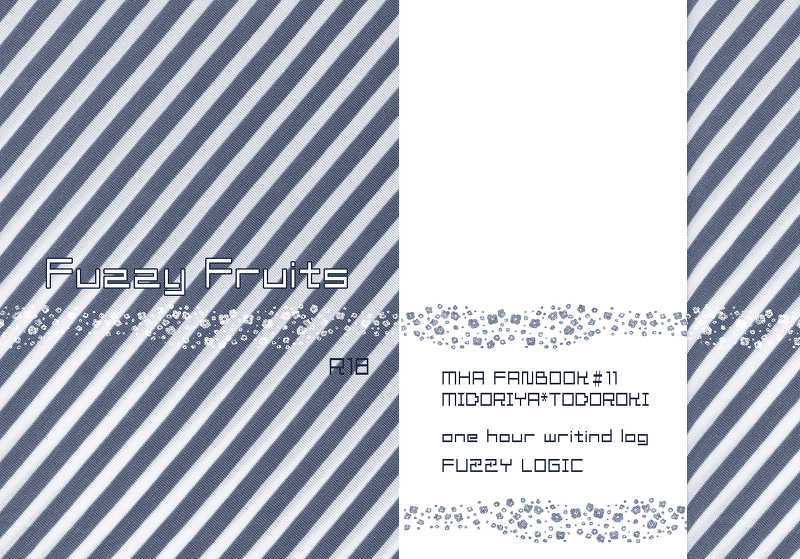 Fuzzy Fruits
R18
MHA FANBOOK#11
MIDORIYA*TODOROKI
one hour writind log
FUZZY LOGIC